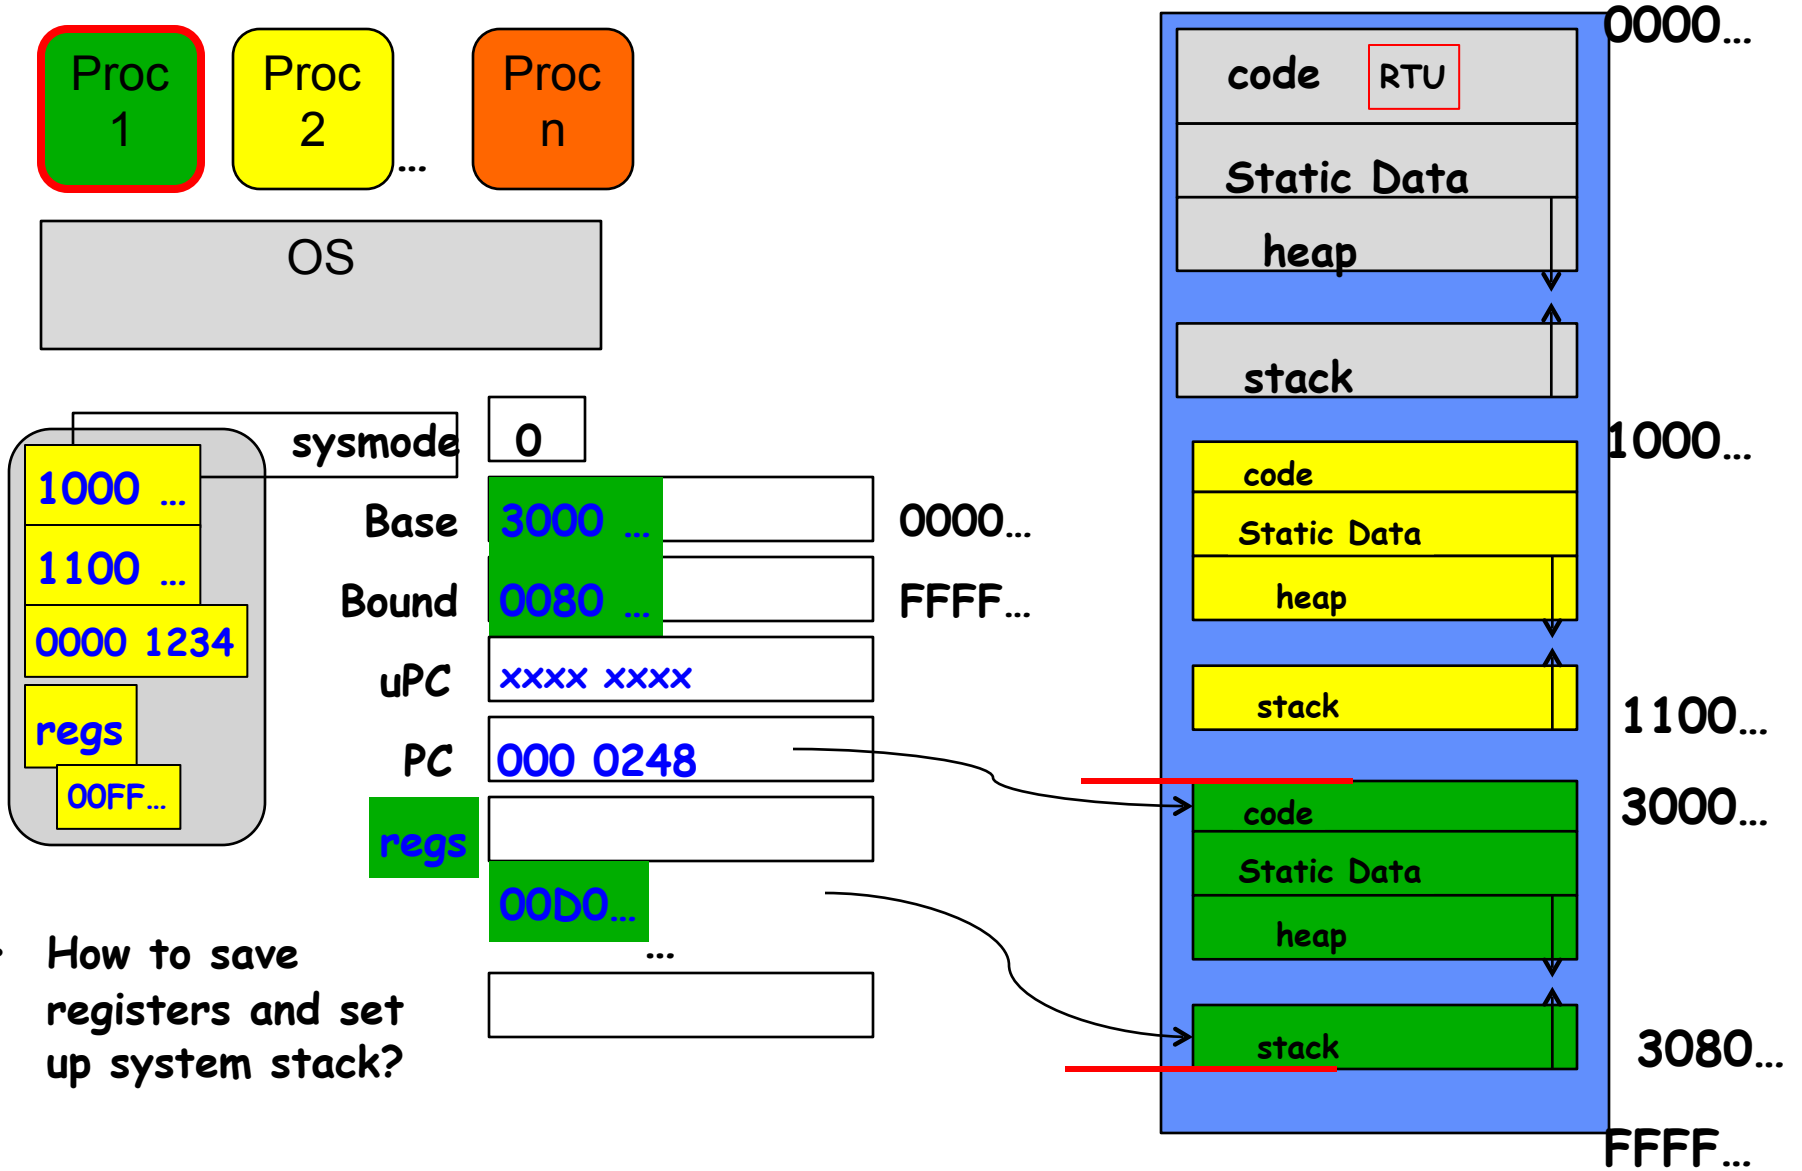 Proc
1
Proc
2
...
Proc
n
OS
sysmode
0
1000 ...
1100 ...
0000 1234
regs
00FF...
Base
3000 ...
0000...
Bound
0080 ...
FFFF...
uPC
xxxx xxxx
PC
000 0248
regs
00D0...
...
How to save
registers and set
up system stack?
code
RTU
Static Data
heap
stack
code
Static Data
heap
stack
code
Static Data
heap
stack
0000...
1000...
1100...
3000...
3080...
FFFF...